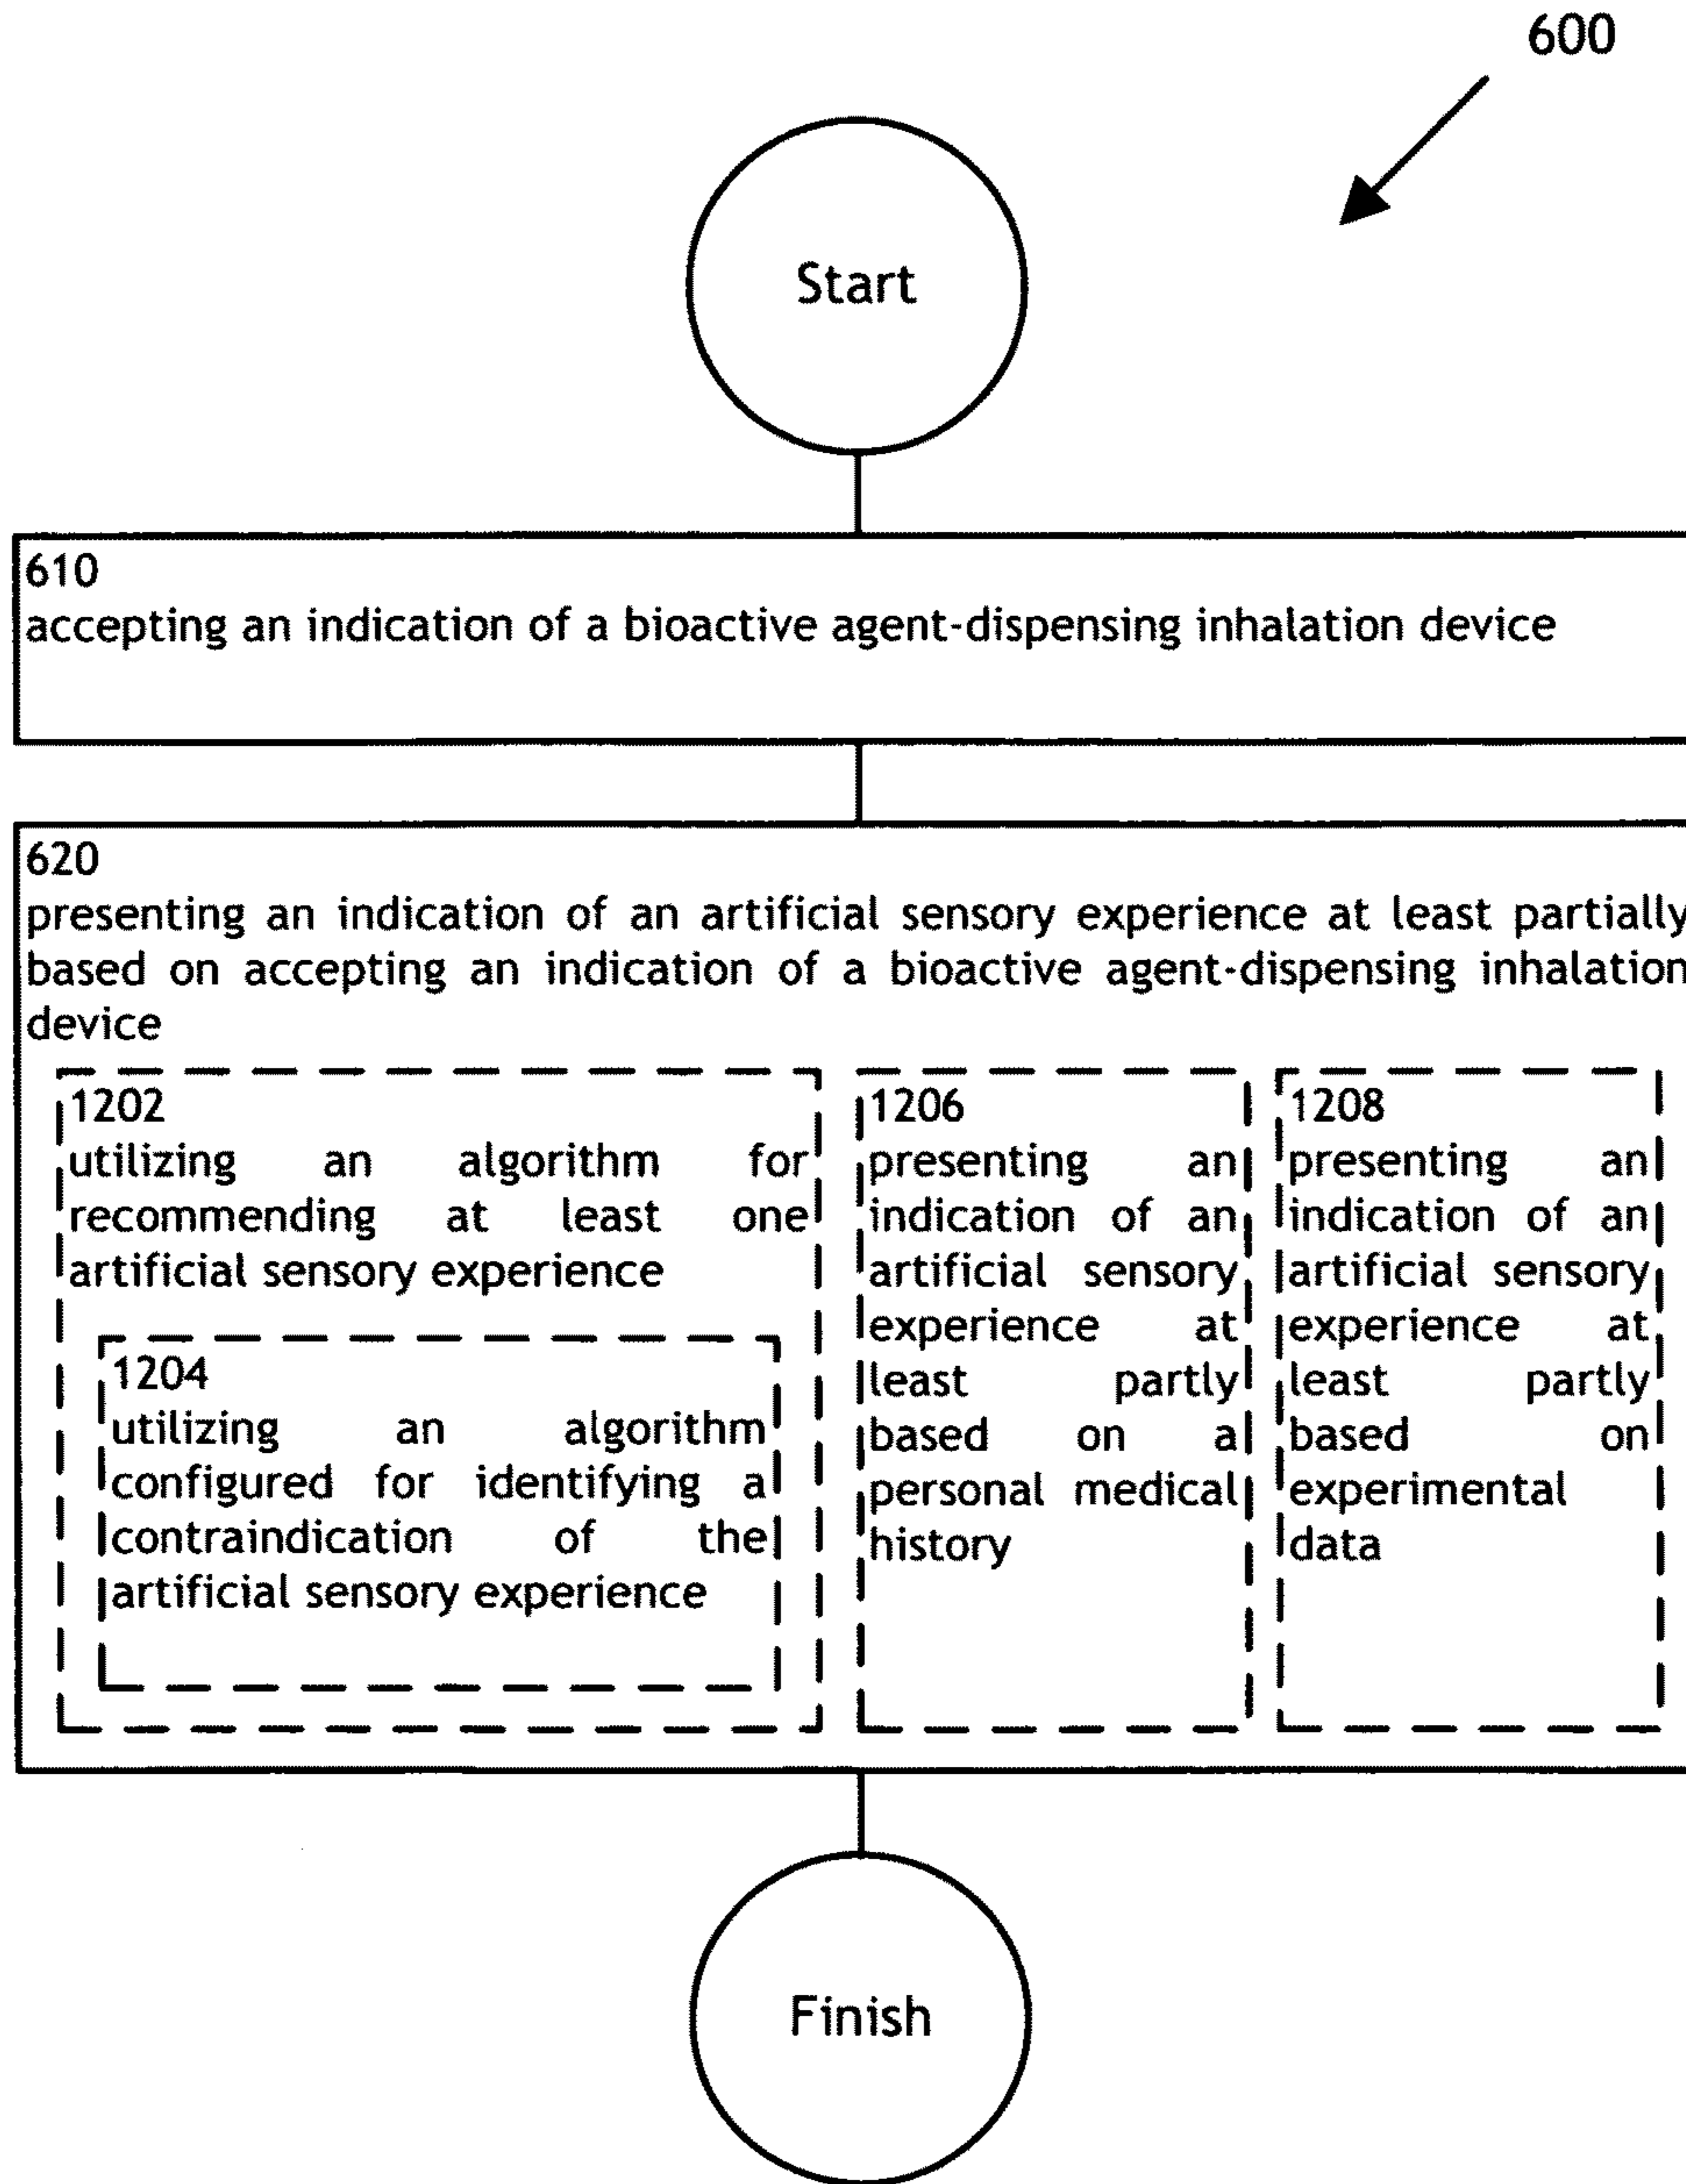 600
Start
610
accepting an indication of a bioactive agent-dispensing inhalation device
620
presenting an indication of an artificial sensory experience at least partially
based on accepting an indication of a bioactive agent-dispensing inhalation
device
1202
utilizing an algorithm for
recommending at least one
artificial sensory experience
1204
utilizing an algorithm
configured for identifying a
contraindication of the
artificial sensory experience
1206
presenting an
indication of an
artificial sensory
experience at
least partly
based on a
personal medical
history
1208
presenting an
indication of an
artificial sensory
experience at
least partly
based on
experimental
data
Finish